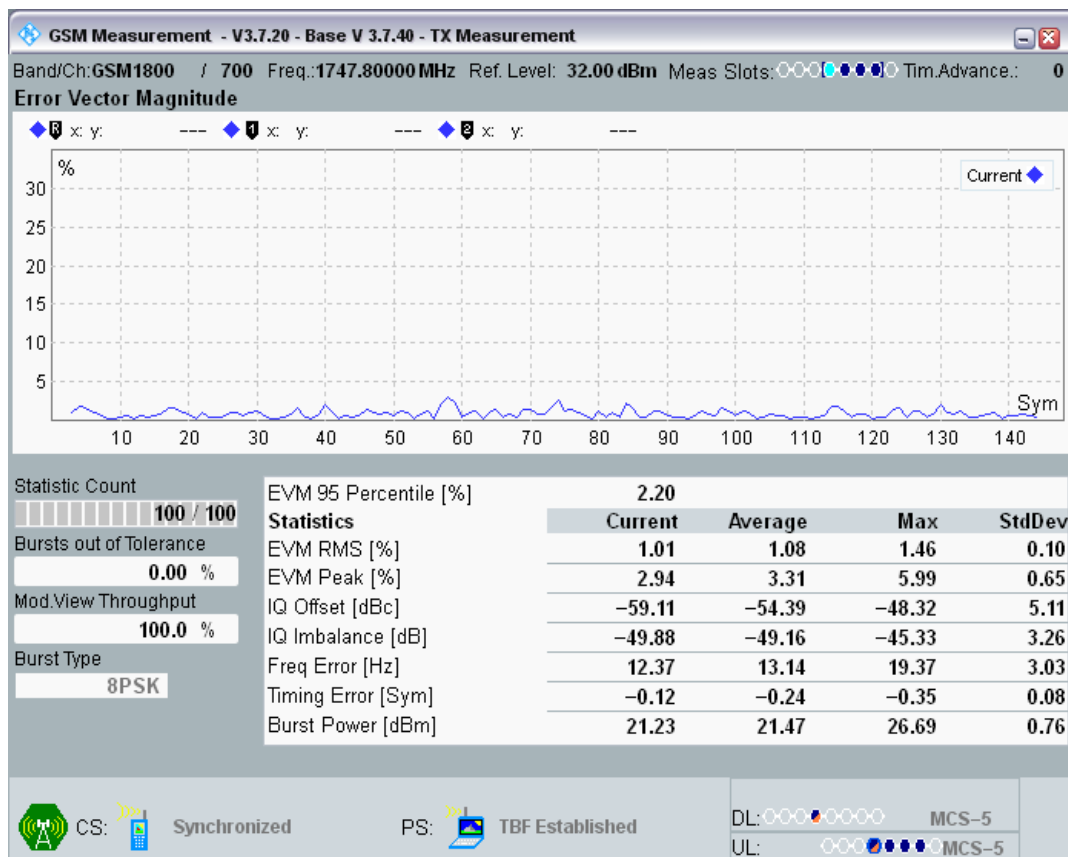 GSM Measurement - V3.7.20 - Base V 3.7.40 - TX Measurement
Band/Ch:GSM1800 / 700 Freq.:1747.80000 MHz Ref. Level: 32.00 dBm Meas Slots: Tim.Advance.: 0
Error Vector Magnitude
R x: y: --- 1 x: y: --- 2 x: y: ---
%
Current
30
25
20
15
10
5
Sym
10 20 30 40 50 60 70 80 90 100 110 120 130 140
Statistic Count
100 / 100
Bursts out of Tolerance
0.00 %
Mod.View Throughput
100.0 %
Burst Type
8PSK
EVM 95 Percentile [%] 2.20
Statistics Current Average Max StdDev
EVM RMS [%] 1.01 1.08 1.46 0.10
EVM Peak [%] 2.94 3.31 5.99 0.65
IQ Offset [dBc] −59.11 −54.39 −48.32 5.11
IQ Imbalance [dB] −49.88 −49.16 −45.33 3.26
Freq Error [Hz] 12.37 13.14 19.37 3.03
Timing Error [Sym] −0.12 −0.24 −0.35 0.08
Burst Power [dBm] 21.23 21.47 26.69 0.76
CS: Synchronized PS: TBF Established
DL: MCS−5
UL: MCS−5